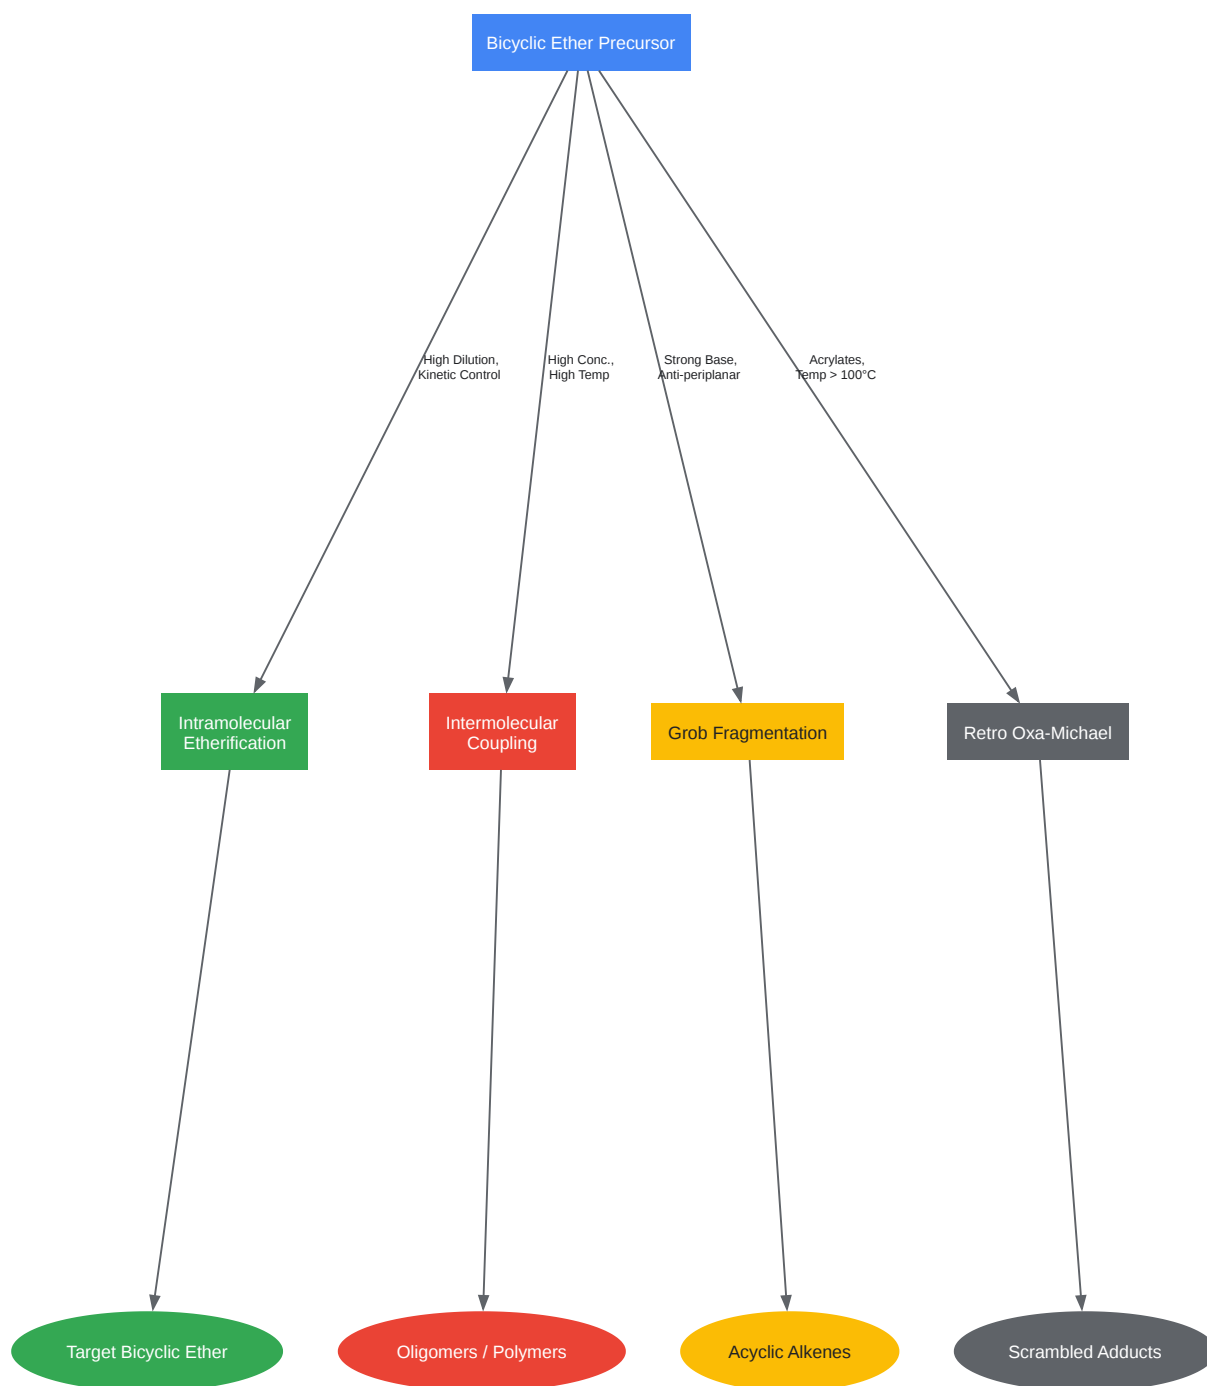 Bicyclic Ether Precursor
High Dilution,
Kinetic Control
High Conc.,
High Temp
Strong Base,
Anti-periplanar
Acrylates,
Temp > 100°C
Intramolecular
Etherification
Intermolecular
Coupling
Grob Fragmentation
Retro Oxa-Michael
Target Bicyclic Ether
Oligomers / Polymers
Acyclic Alkenes
Scrambled Adducts